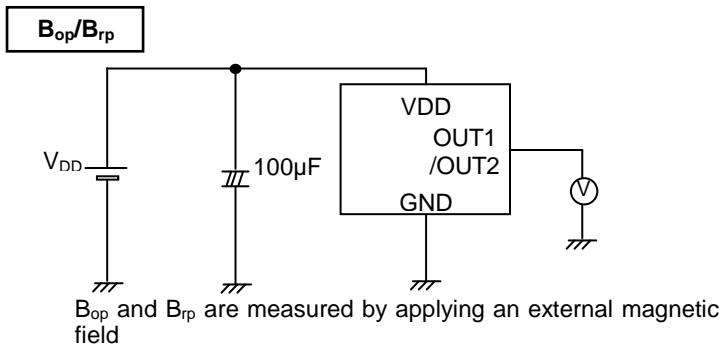 Bop/Brp
VDD
OUT1
/OUT2
GND
VDD
100µF
V
Bop and Brp are measured by applying an external magnetic
field